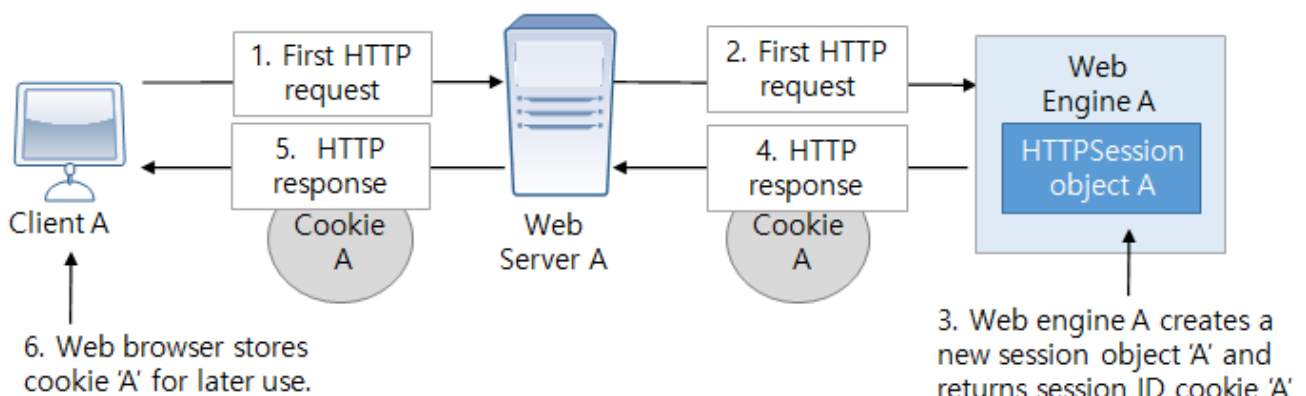 1. First HTTP
request
2. First HTTP
request
Web
Engine A
HTTPSession
object A
5. HTTP
response
Cookie
A
4. HTTP
response
Cookie
A
Client A
Web
Server A
6. Web browser stores
cookie 'A' for later use.
3. Web engine A creates a
new session object 'A' and
returns session ID cookie 'A'